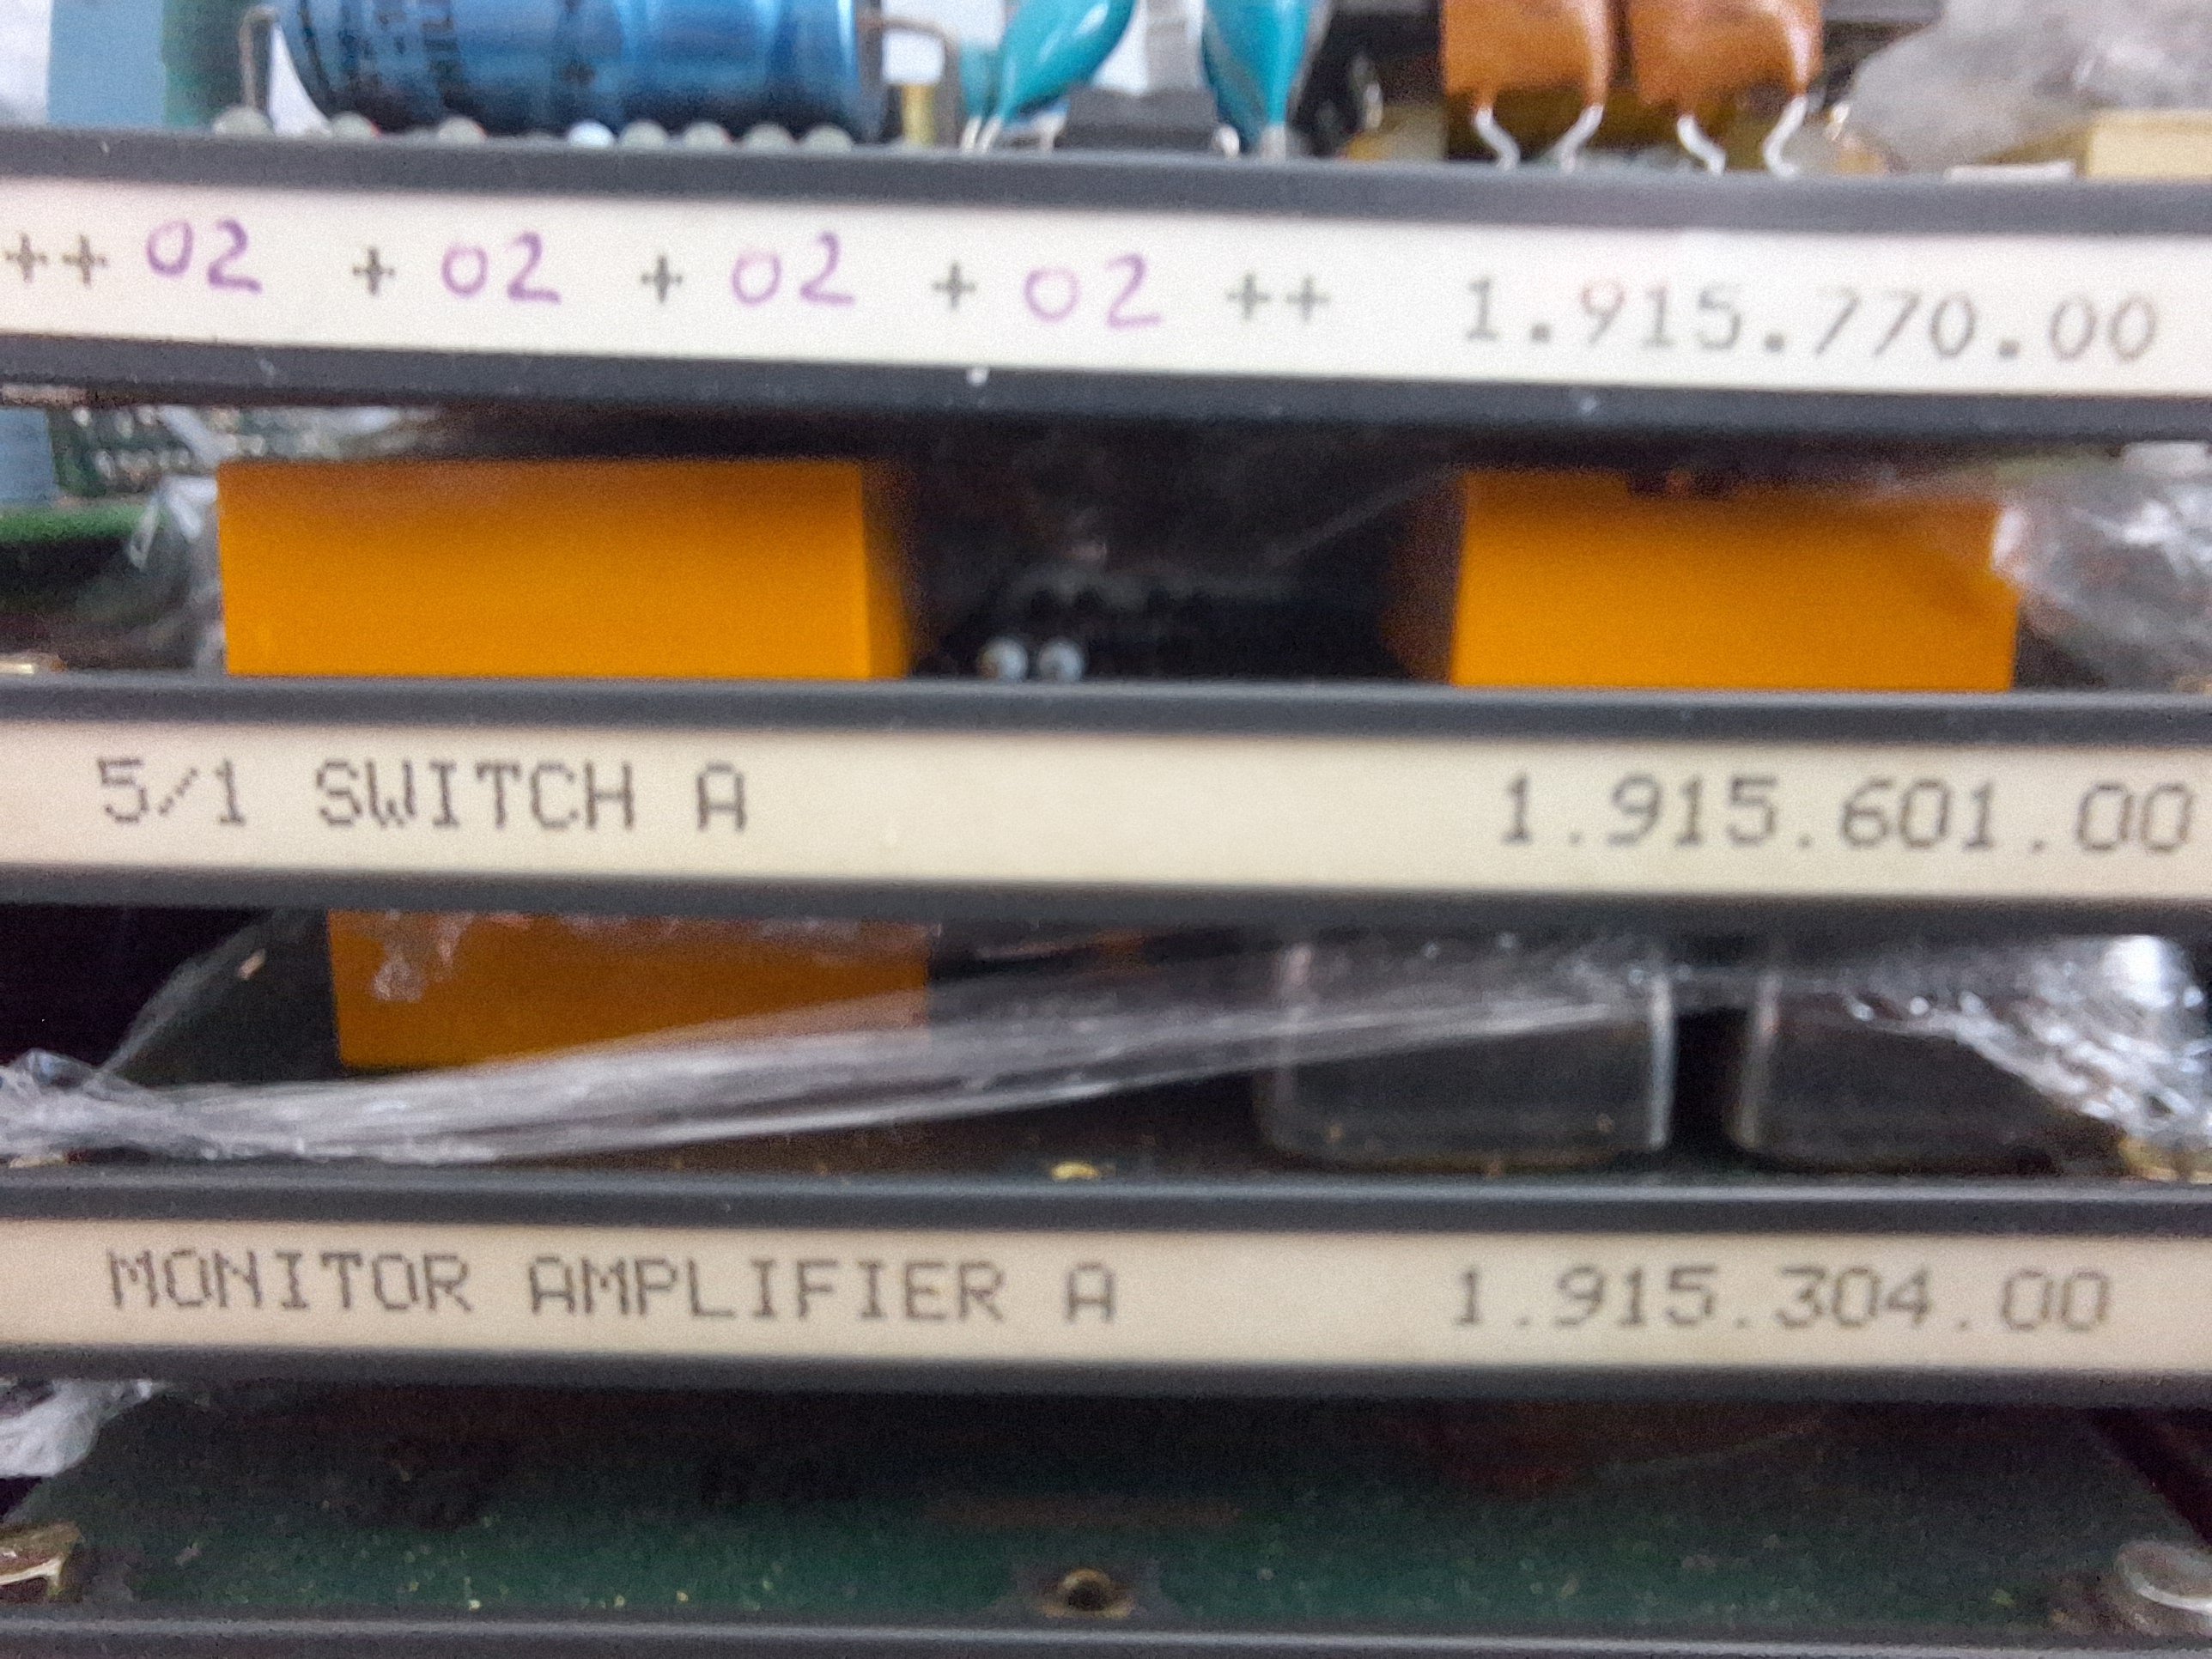 ++ 02 + 02 + 02 + 02 ++ 1.915.770.00
5/1 SWITCH A 1.915.601.00
MONITOR AMPLIFIER A 1.915.304.00